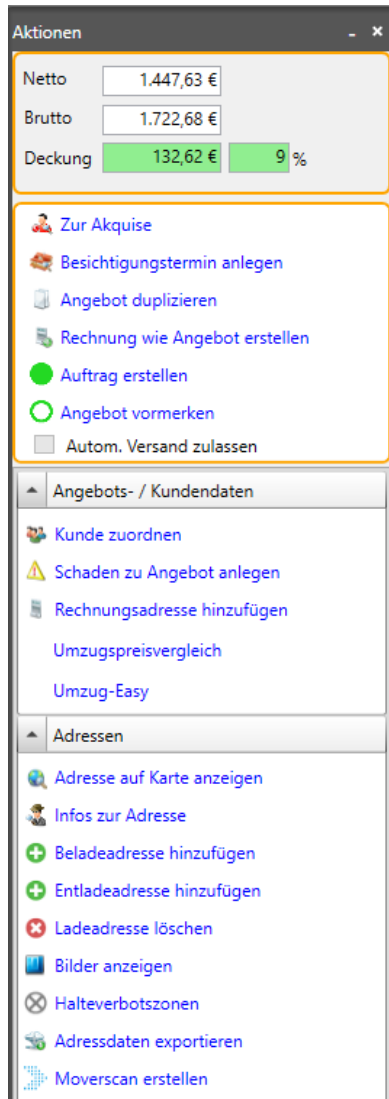 Aktionen
Netto 1.447,63 €
Brutto 1.722,68 €
Deckung 132,62 € 9 %
Zur Akquise
Besichtigungstermin anlegen
Angebot duplizieren
Rechnung wie Angebot erstellen
Auftrag erstellen
Angebot vormerken
Autom. Versand zulassen
Angebots- / Kundendaten
Kunde zuordnen
Schaden zu Angebot anlegen
Rechnungsadresse hinzufügen
Umzugspreisvergleich
Umzug-Easy
Adressen
Adresse auf Karte anzeigen
Infos zur Adresse
Beladeadresse hinzufügen
Entladeadresse hinzufügen
Ladeadresse löschen
Bilder anzeigen
Halteverbotszonen
Adressdaten exportieren
Moverscan erstellen